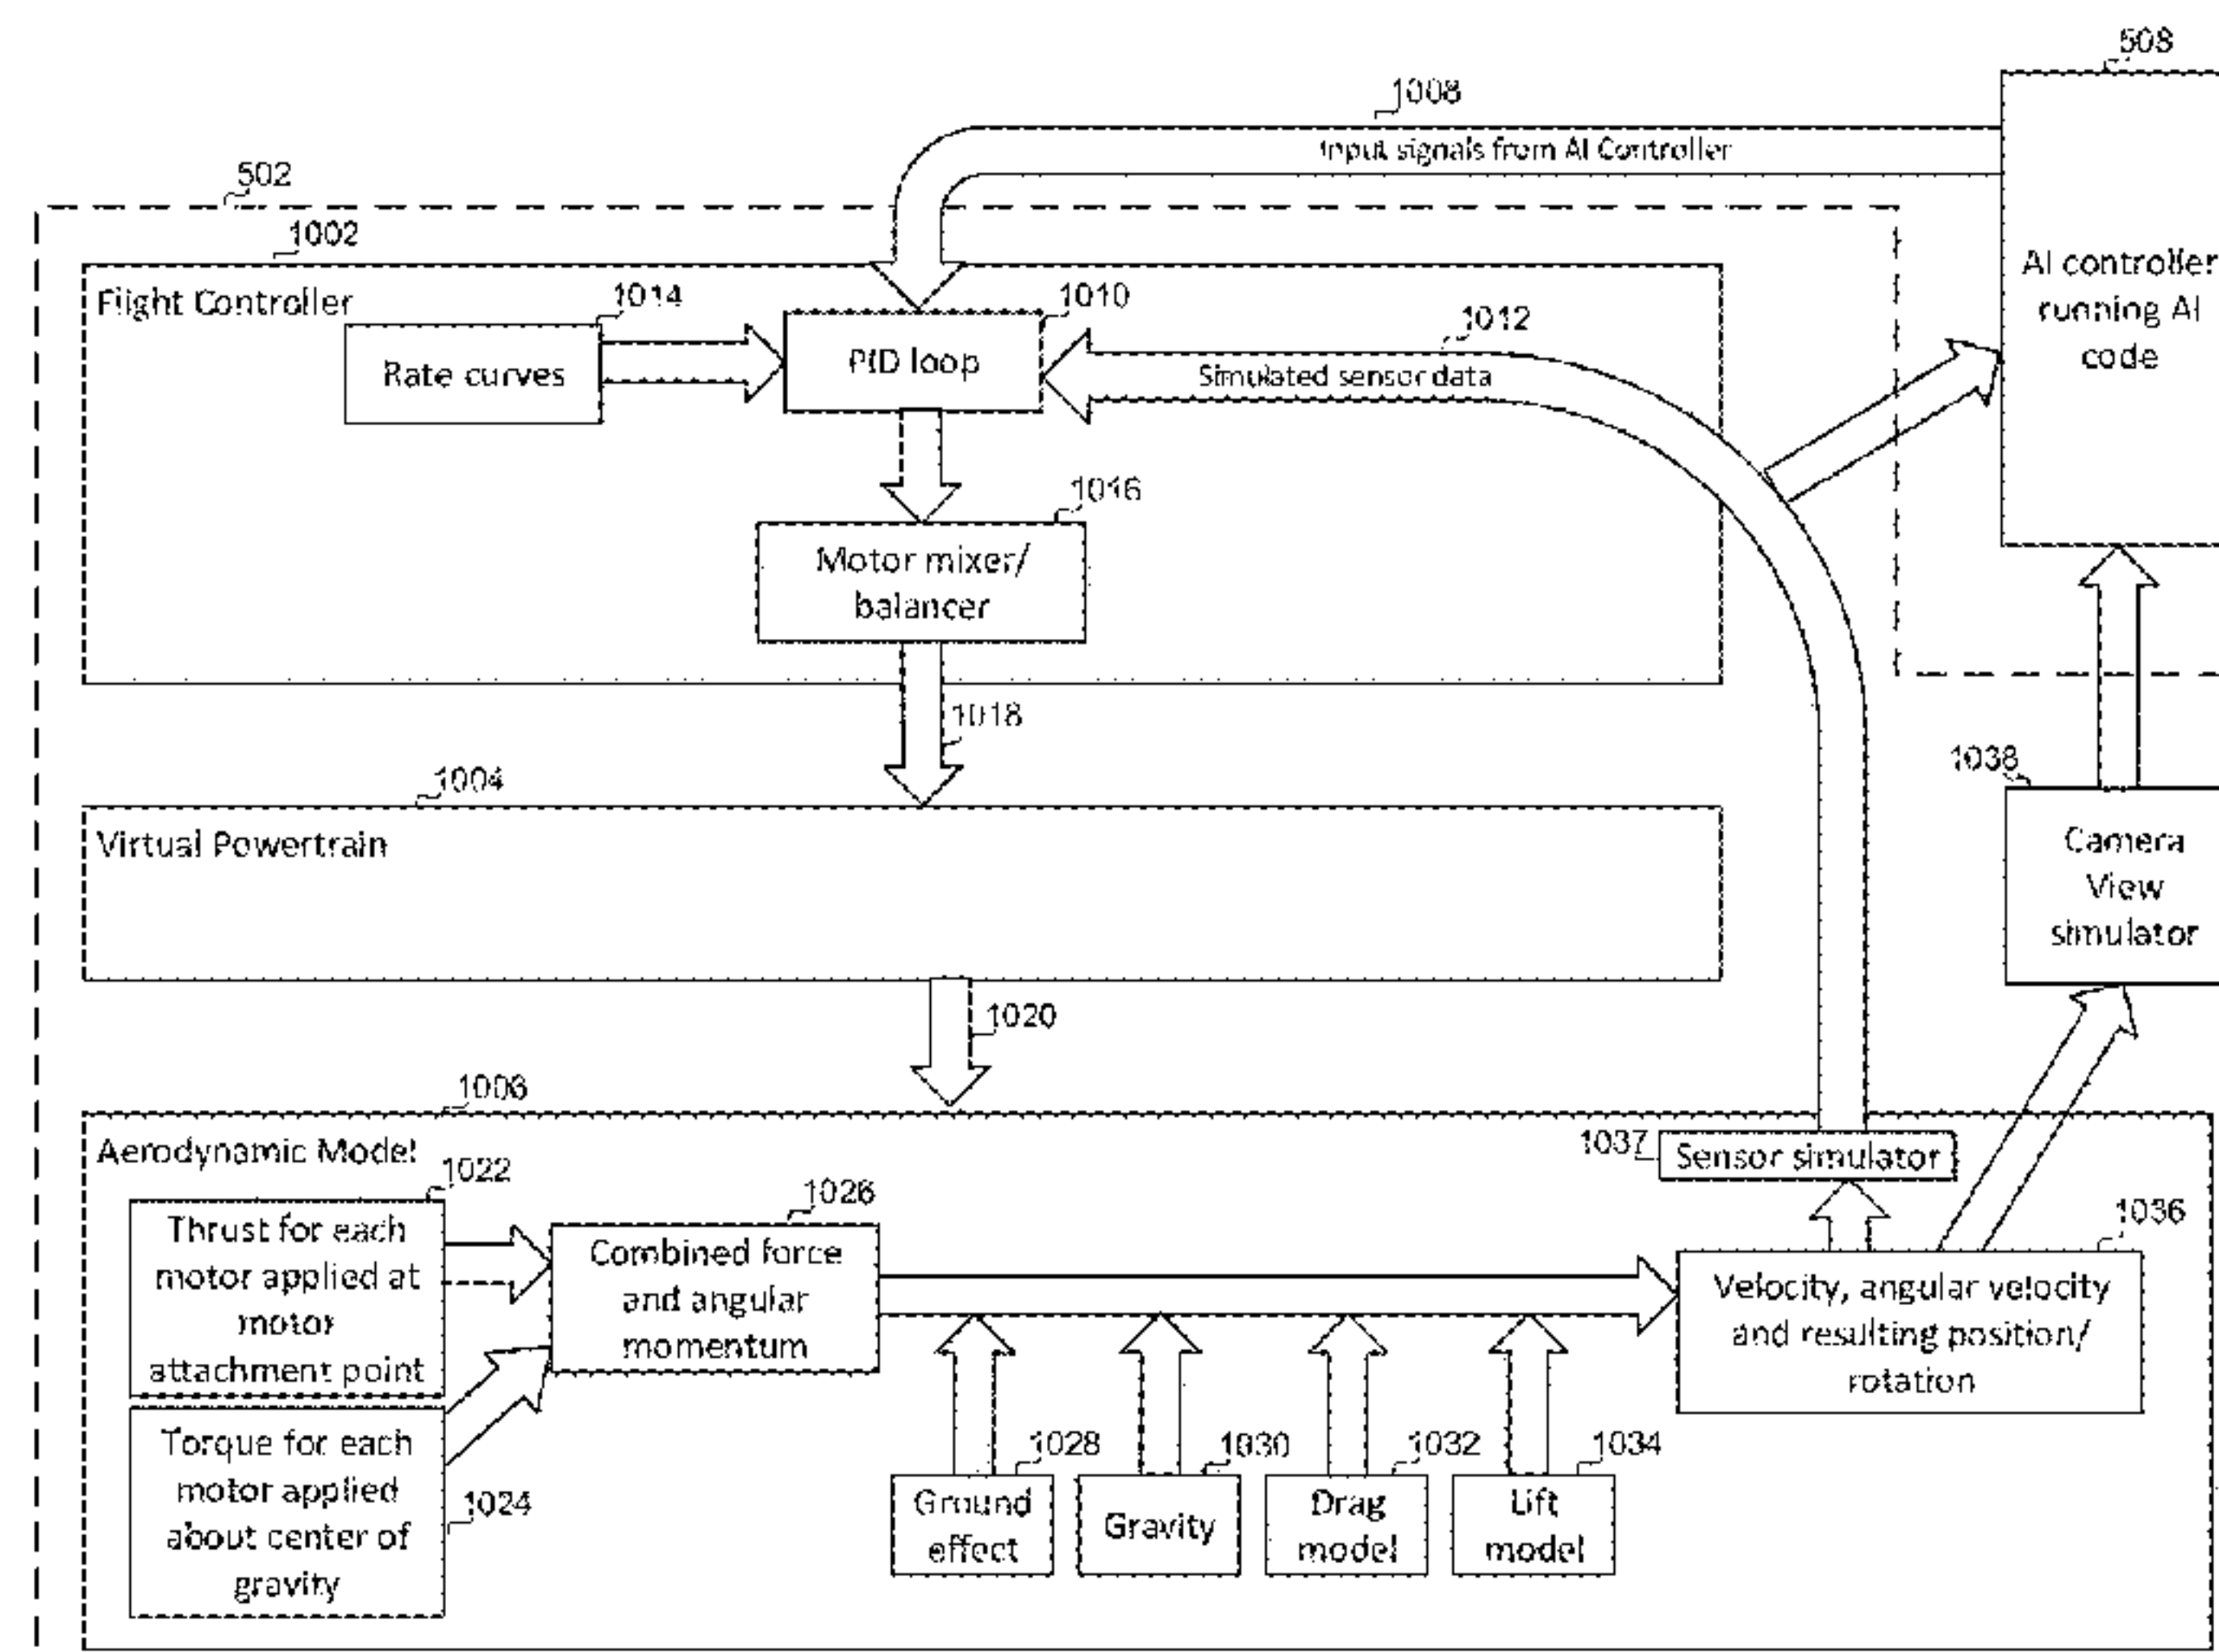 508
1008
Input signals from AI Controller
502
1002
AI controller
running AI
code
Flight Controller
1014
1010
1012
Rate curves
PID loop
Simulated sensor data
1016
Motor mixer/
balancer
1018
1004
1038
Virtual Powertrain
Camera
View
simulator
1020
1006
Aerodynamic Model
1022
1026
1037
Sensor simulator
1036
Thrust for each
motor applied at
motor
attachment point
Combined force
and angular
momentum
Velocity, angular velocity
and resulting position/
rotation
Torque for each
motor applied
about center of
gravity
1024
1028
1030
1032
1034
Ground
effect
Gravity
Drag
model
Lift
model